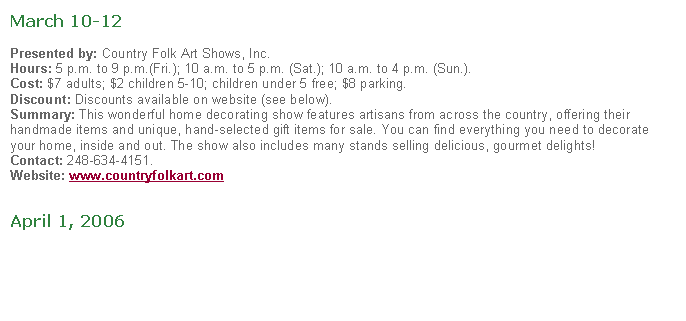 March 10-12
Presented by: Country Folk Art Shows, Inc.
Hours: 5 p.m. to 9 p.m.(Fri.); 10 a.m. to 5 p.m. (Sat.); 10 a.m. to 4 p.m. (Sun.).
Cost: $7 adults; $2 children 5-10; children under 5 free; $8 parking.
Discount: Discounts available on website (see below).
Summary: This wonderful home decorating show features artisans from across the country, offering their
handmade items and unique, hand-selected gift items for sale. You can find everything you need to decorate
your home, inside and out. The show also includes many stands selling delicious, gourmet delights!
Contact: 248-634-4151.
Website: www.countryfolkart.com
April 1, 2006